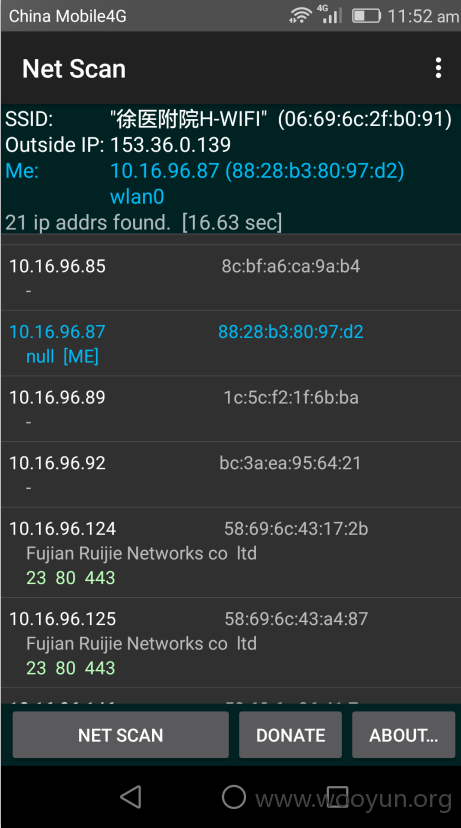 China Mobile4G 4G 11:52 am
Net Scan
SSID: "徐医附院H-WIFI" (06:69:6c:2f:b0:91)
Outside IP: 153.36.0.139
Me: 10.16.96.87 (88:28:b3:80:97:d2)
wlan0
21 ip addrs found. [16.63 sec]
10.16.96.85 8c:bf:a6:ca:9a:b4
-
10.16.96.87 88:28:b3:80:97:d2
null [ME]
10.16.96.89 1c:5c:f2:1f:6b:ba
-
10.16.96.92 bc:3a:ea:95:64:21
-
10.16.96.124 58:69:6c:43:17:2b
Fujian Ruijie Networks co ltd
23 80 443
10.16.96.125 58:69:6c:43:a4:87
Fujian Ruijie Networks co ltd
23 80 443
NET SCAN DONATE ABOUT...
www.wooyun.org